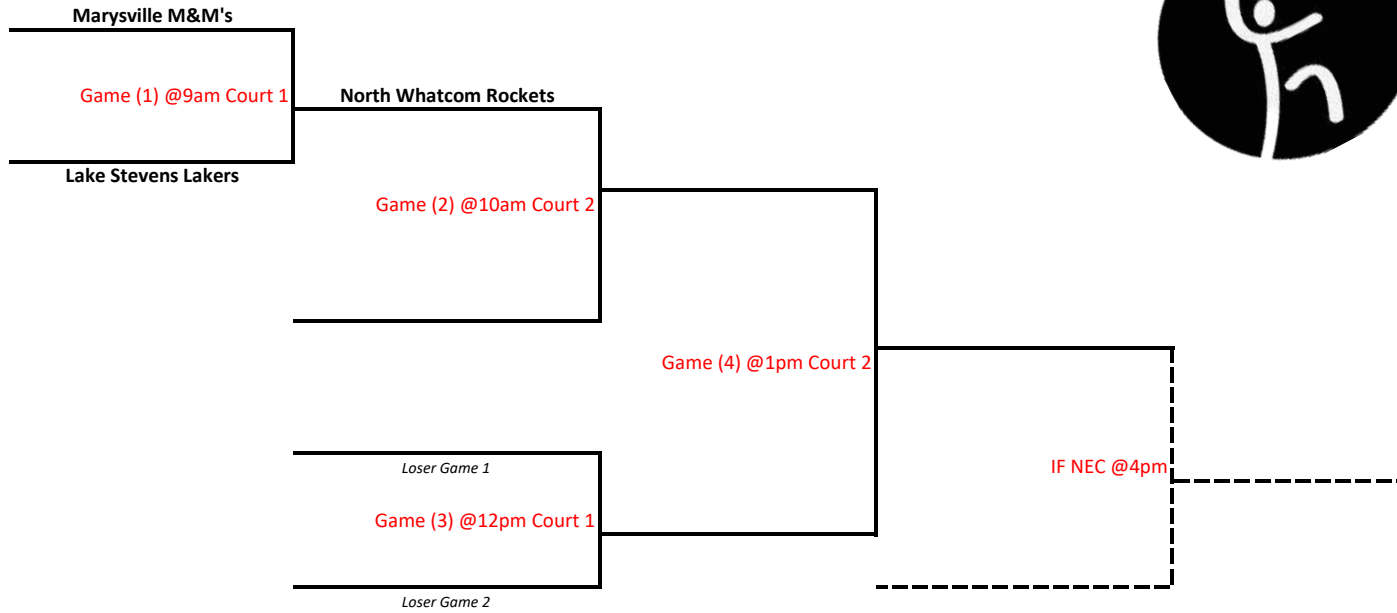 Marysville M&M's
Game (1) @9am Court 1
North Whatcom Rockets
Lake Stevens Lakers
Game (2) @10am Court 2
Game (4) @1pm Court 2
Loser Game 1
IF NEC @4pm
Game (3) @12pm Court 1
Loser Game 2